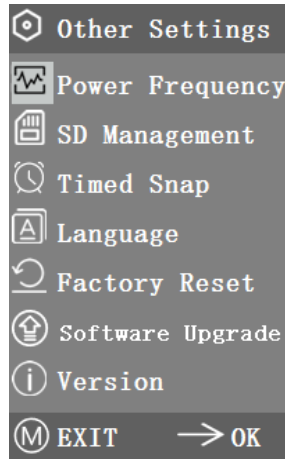 Other Settings
Power Frequency
SD Management
Timed Snap
A Language
Factory Reset
Software Upgrade
i Version
M EXIT → OK